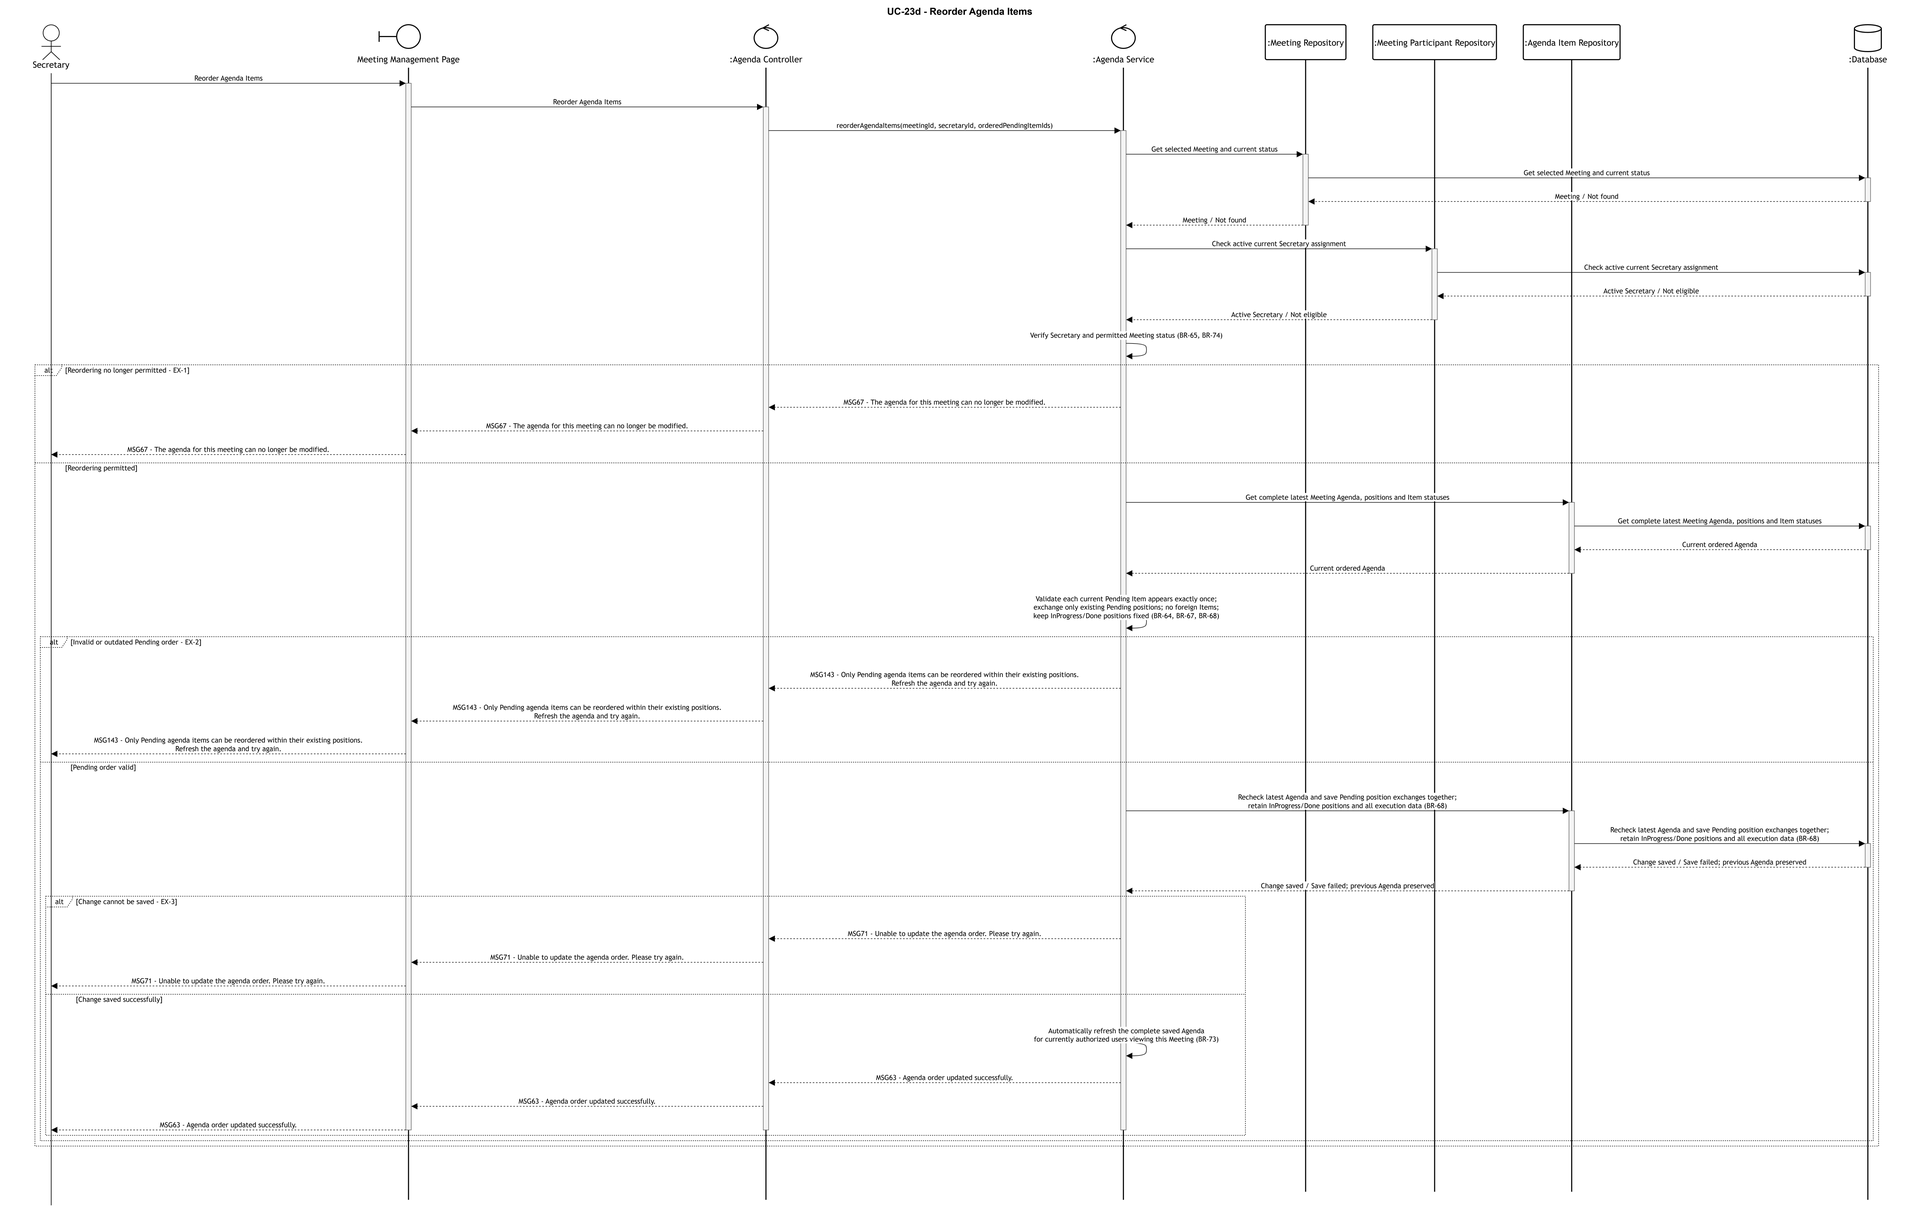 UC-23d - Reorder Agenda Items
Secretary
Meeting Management Page
:Agenda Controller
:Agenda Service
:Meeting Repository
:Meeting Participant Repository
:Agenda Item Repository
:Database
Reorder Agenda Items
Reorder Agenda Items
reorderAgendaItems(meetingId, secretaryId, orderedPendingItemIds)
Get selected Meeting and current status
Get selected Meeting and current status
Meeting / Not found
Meeting / Not found
Check active current Secretary assignment
Check active current Secretary assignment
Active Secretary / Not eligible
Active Secretary / Not eligible
Verify Secretary and permitted Meeting status (BR-65, BR-74)
alt
[Reordering no longer permitted - EX-1]
MSG67 - The agenda for this meeting can no longer be modified.
MSG67 - The agenda for this meeting can no longer be modified.
MSG67 - The agenda for this meeting can no longer be modified.
[Reordering permitted]
Get complete latest Meeting Agenda, positions and Item statuses
Get complete latest Meeting Agenda, positions and Item statuses
Current ordered Agenda
Current ordered Agenda
Validate each current Pending Item appears exactly once;
exchange only existing Pending positions; no foreign Items;
keep InProgress/Done positions fixed (BR-64, BR-67, BR-68)
alt
[Invalid or outdated Pending order - EX-2]
MSG143 - Only Pending agenda items can be reordered within their existing positions.
Refresh the agenda and try again.
MSG143 - Only Pending agenda items can be reordered within their existing positions.
Refresh the agenda and try again.
MSG143 - Only Pending agenda items can be reordered within their existing positions.
Refresh the agenda and try again.
[Pending order valid]
Recheck latest Agenda and save Pending position exchanges together;
retain InProgress/Done positions and all execution data (BR-68)
Recheck latest Agenda and save Pending position exchanges together;
retain InProgress/Done positions and all execution data (BR-68)
Change saved / Save failed; previous Agenda preserved
Change saved / Save failed; previous Agenda preserved
alt
[Change cannot be saved - EX-3]
MSG71 - Unable to update the agenda order. Please try again.
MSG71 - Unable to update the agenda order. Please try again.
MSG71 - Unable to update the agenda order. Please try again.
[Change saved successfully]
Automatically refresh the complete saved Agenda
for currently authorized users viewing this Meeting (BR-73)
MSG63 - Agenda order updated successfully.
MSG63 - Agenda order updated successfully.
MSG63 - Agenda order updated successfully.